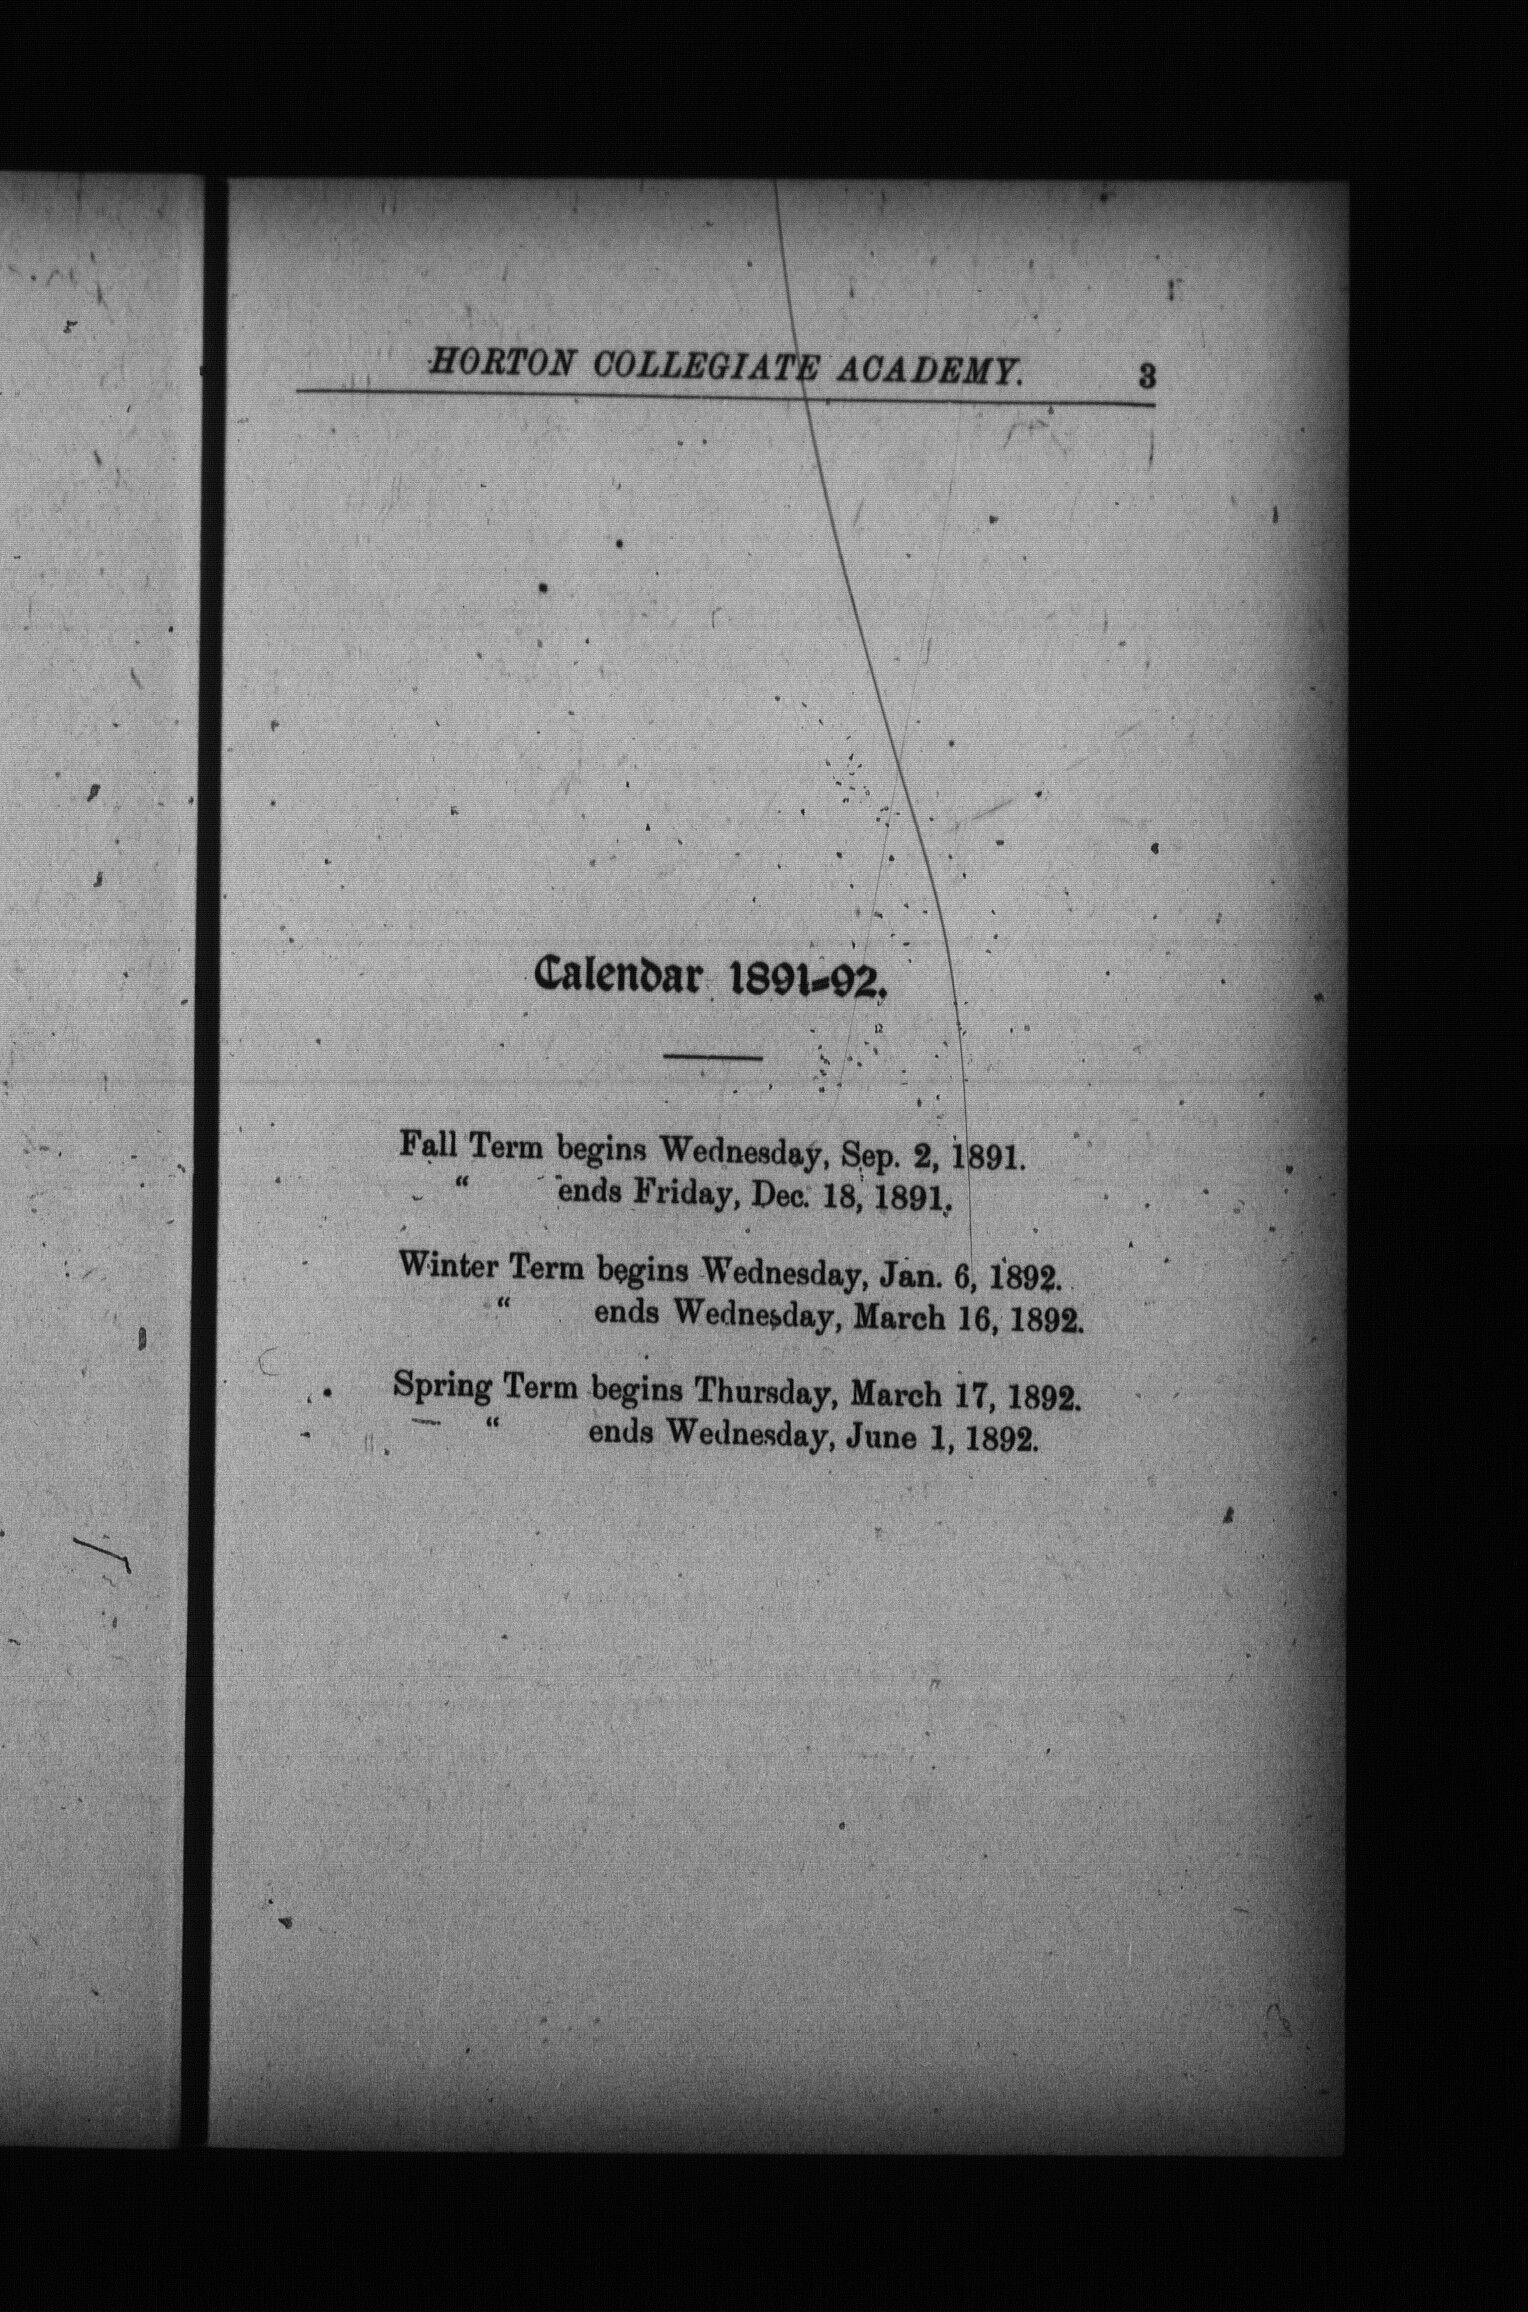 HORTON COLLEGIATE ACADEMY. 3
Calendar 1891-92.
Fall Term begins Wednesday, Sep. 2, 1891.
“ ends Friday, Dec. 18, 1891.
Winter Term begins Wednesday, Jan. 6, 1892.
“ ends Wednesday, March 16, 1892.
Spring Term begins Thursday, March 17, 1892.
“ ends Wednesday, June 1, 1892.